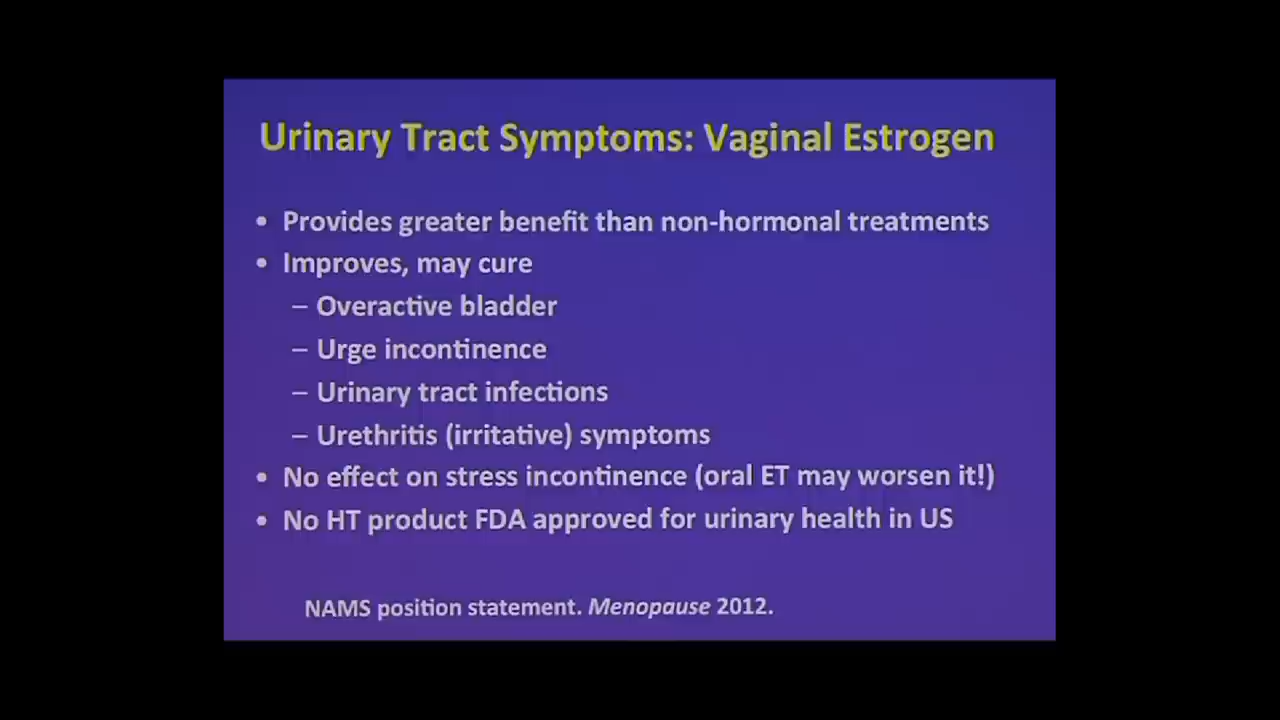 Urinary Tract Symptoms: Vaginal Estrogen
• Provides greater benefit than non-hormonal treatments
• Improves, may cure
– Overactive bladder
– Urge incontinence
– Urinary tract infections
– Urethritis (irritative) symptoms
• No effect on stress incontinence (oral ET may worsen it!)
• No HT product FDA approved for urinary health in US
NAMS position statement. Menopause 2012.